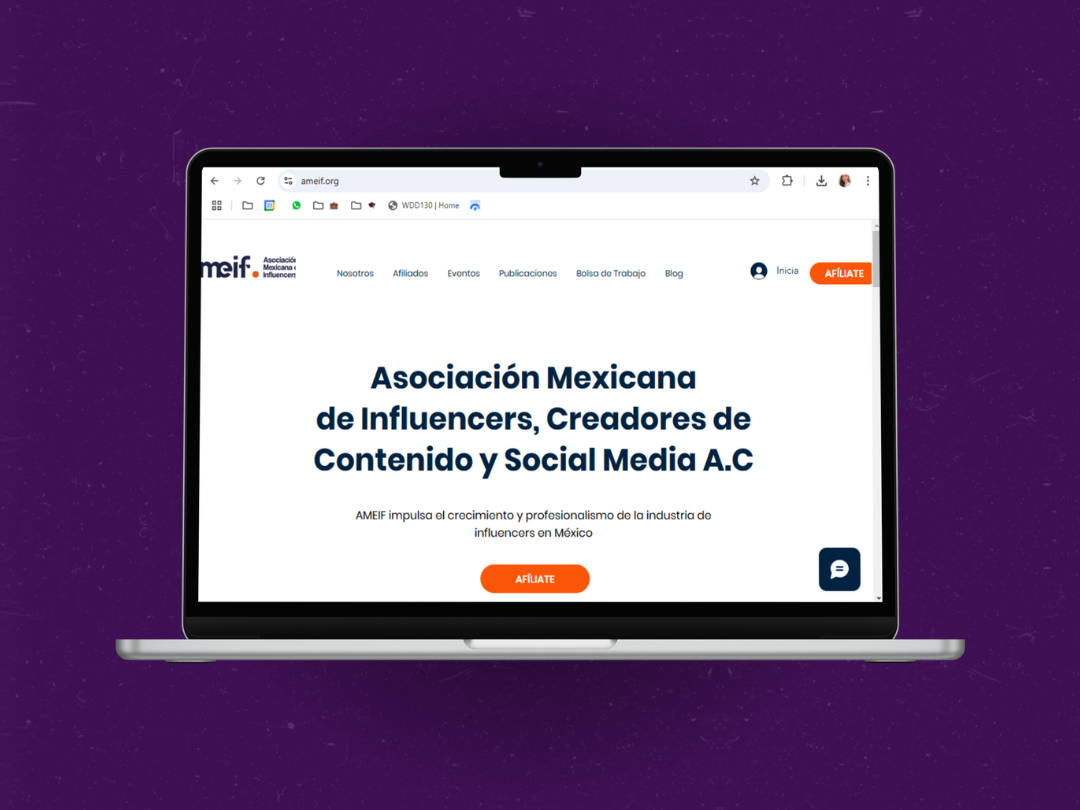 ameif.org
WDD130 | Home
meif.
Asociación
Mexicana
Influencers
Nosotros Afiliados Eventos Publicaciones Bolsa de Trabajo Blog
Inicia
AFÍLIATE
Asociación Mexicana
de Influencers, Creadores de
Contenido y Social Media A.C
AMEIF impulsa el crecimiento y profesionalismo de la industria de
influencers en México
AFÍLIATE